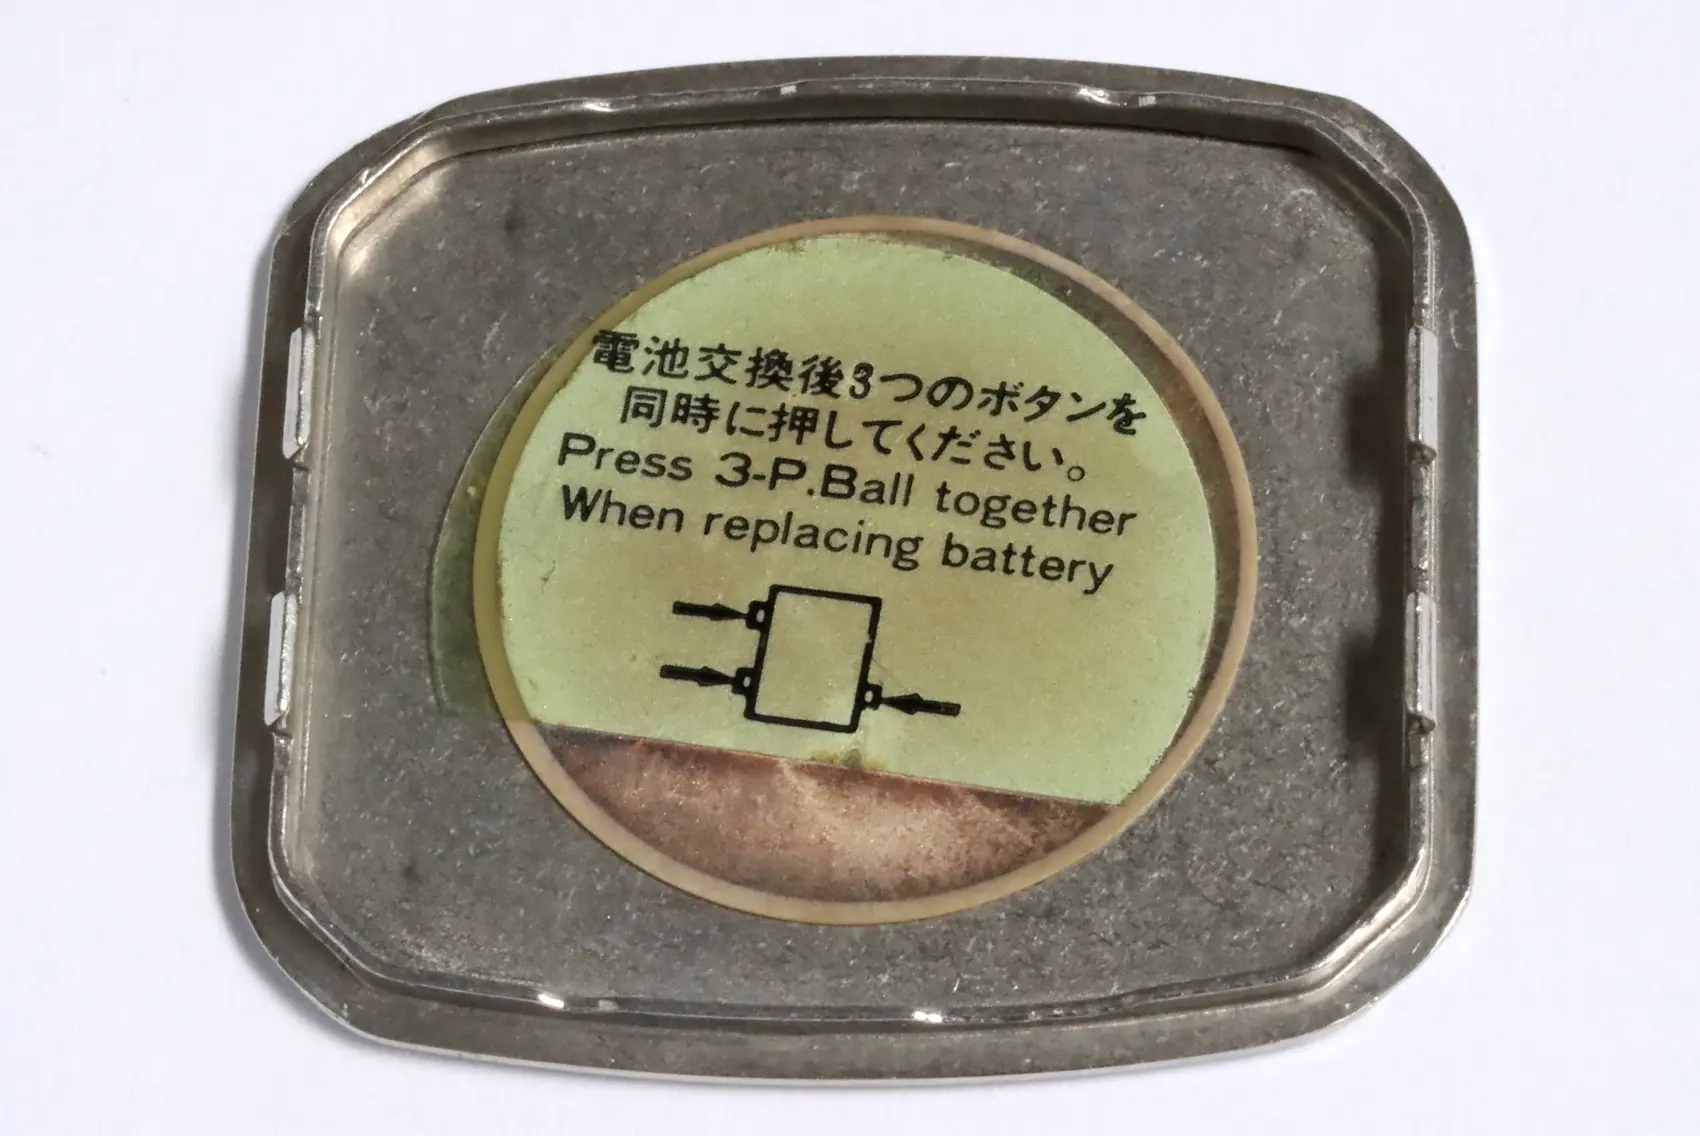 電池交換後3つのボタンを
同時に押してください。
Press 3-P.Ball together
When replacing battery